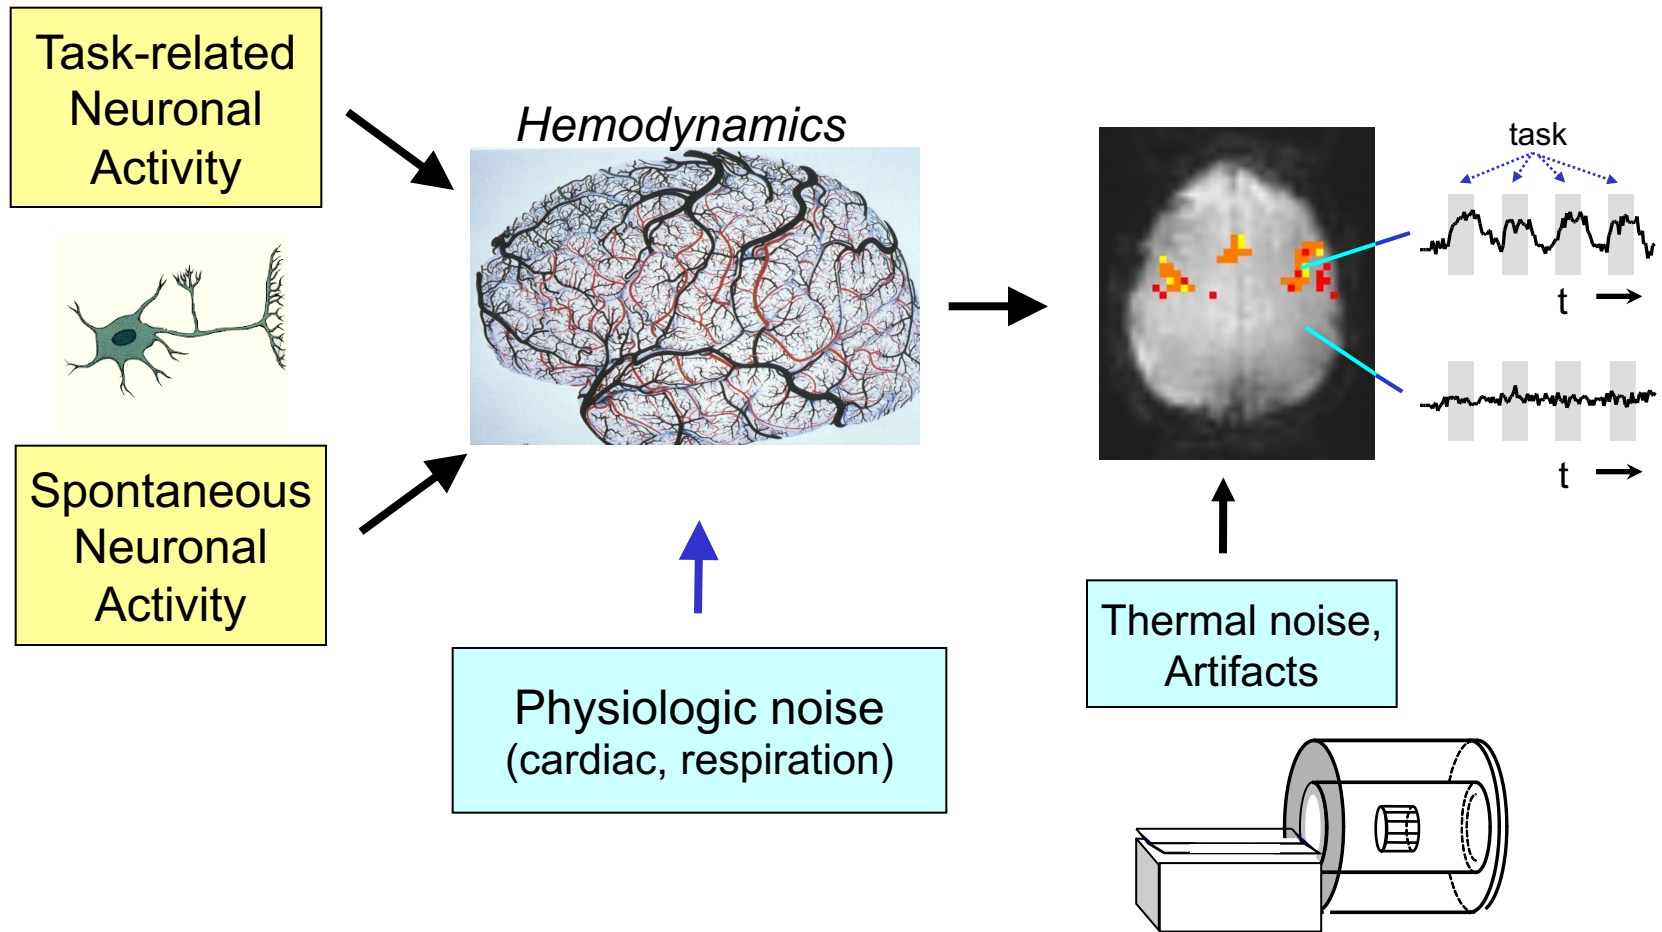 Task-related
Neuronal
Activity
Hemodynamics
task
t
t
Spontaneous
Neuronal
Activity
Physiologic noise
(cardiac, respiration)
Thermal noise,
Artifacts